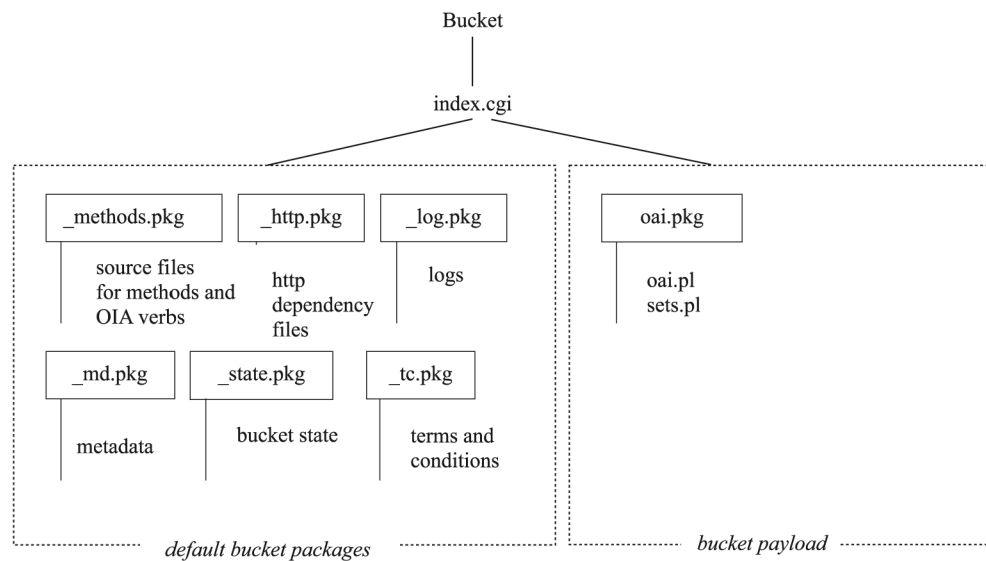 Bucket
index.cgi
_methods.pkg
source files
for methods and
OIA verbs
_http.pkg
http
dependency
files
_log.pkg
logs
_md.pkg
metadata
_state.pkg
bucket state
_tc.pkg
terms and
conditions
default bucket packages
oai.pkg
oai.pl
sets.pl
bucket payload